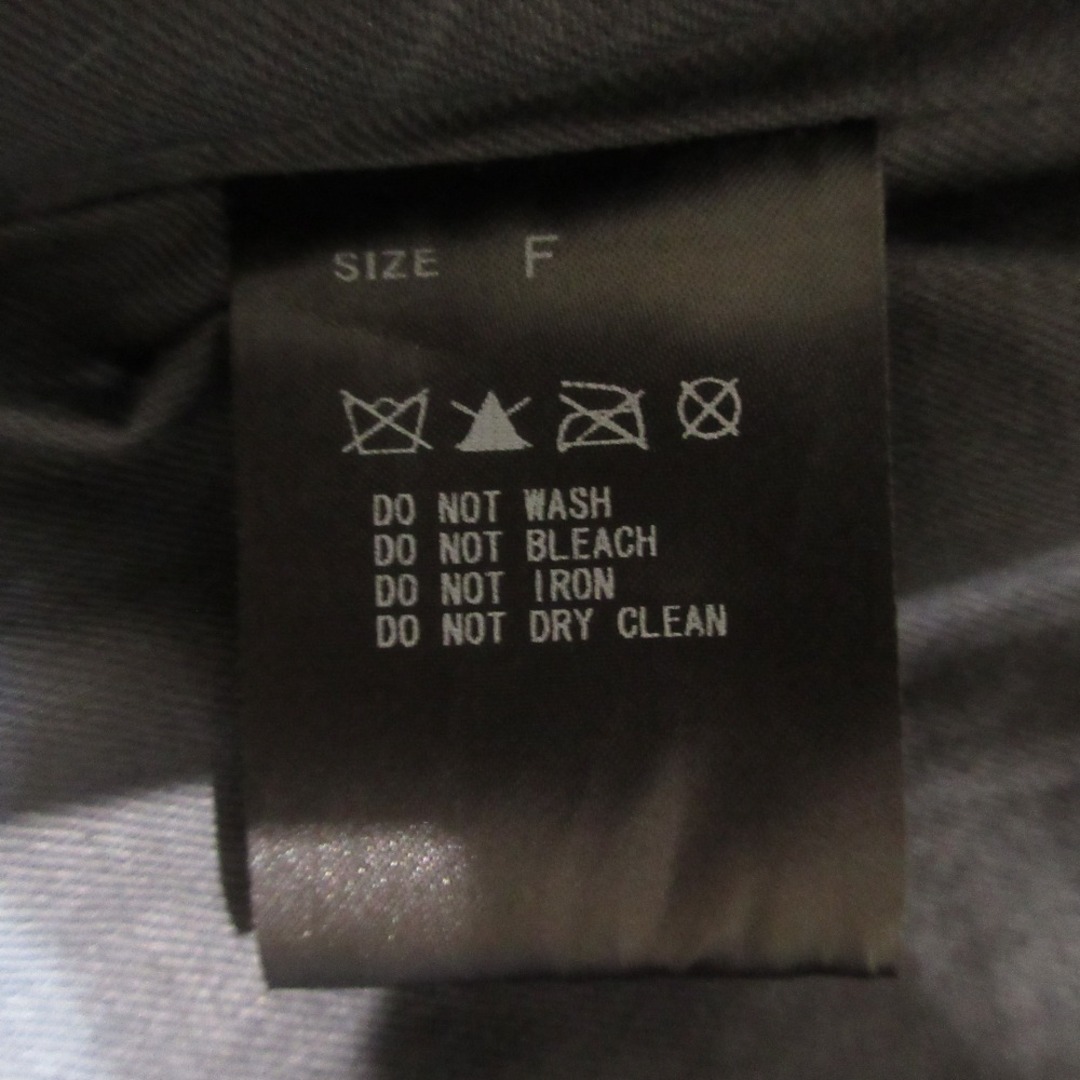 SIZE F
DO NOT WASH
DO NOT BLEACH
DO NOT IRON
DO NOT DRY CLEAN